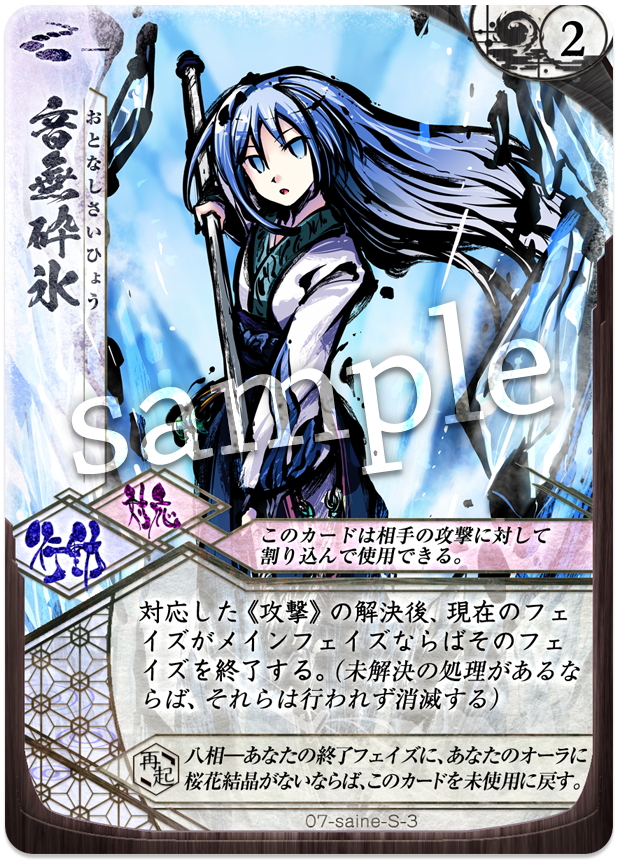 2
音無砕氷
おとなしさいひょう
sample
対応
行動
このカードは相手の攻撃に対して
割り込んで使用できる。
対応した《攻撃》の解決後、現在のフェ
イズがメインフェイズならばそのフェ
イズを終了する。（未解決の処理があるな
らば、それらは行われず消滅する）
再起
八相―あなたの終了フェイズに、あなたのオーラに
桜花結晶がないならば、このカードを未使用に戻す。
07-saine-S-3